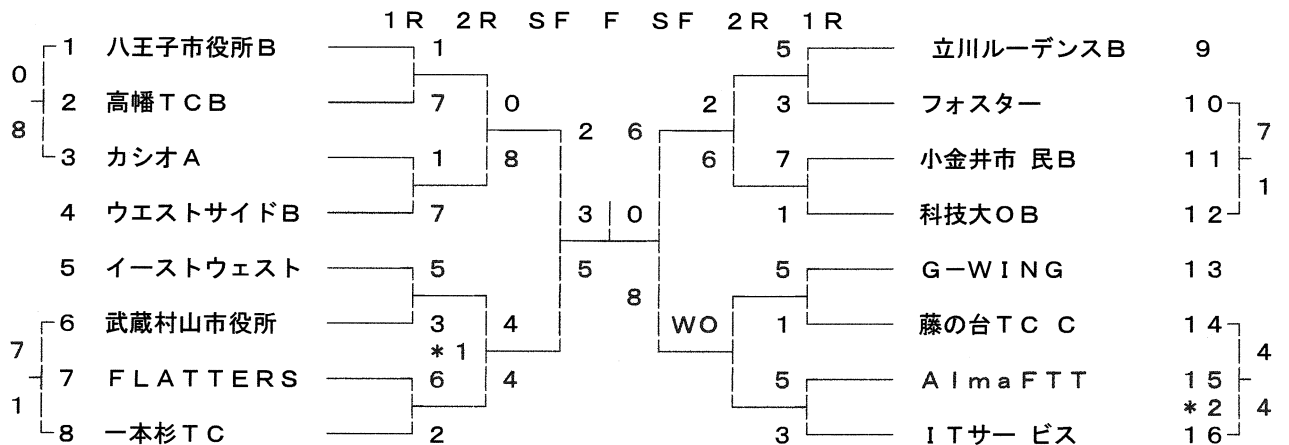 １Ｒ ２Ｒ ＳＦ Ｆ ＳＦ ２Ｒ １Ｒ
1 八王子市役所Ｂ 1 5 立川ルーデンスＢ 9
0 2 高幡ＴＣＢ 7 0 2 3 フォスター １０
8 2 6 7
3 カシオＡ 1 8 6 7 小金井市 民Ｂ １１
1
4 ウエストサイドＢ 7 3 0 1 科技大ＯＢ １２
5 イーストウェスト 5 5 5 Ｇ－ＷＩＮＧ １３
8
6 武蔵村山市役所 3 4 ＷＯ 1 藤の台ＴＣ Ｃ １４
7 ＊１ 4
7 ＦＬＡＴＴＥＲＳ 6 4 5 ＡｌｍａＦＴＴ １５
1 ＊２ 4
8 一本杉ＴＣ 2 3 ＩＴサー ビス １６